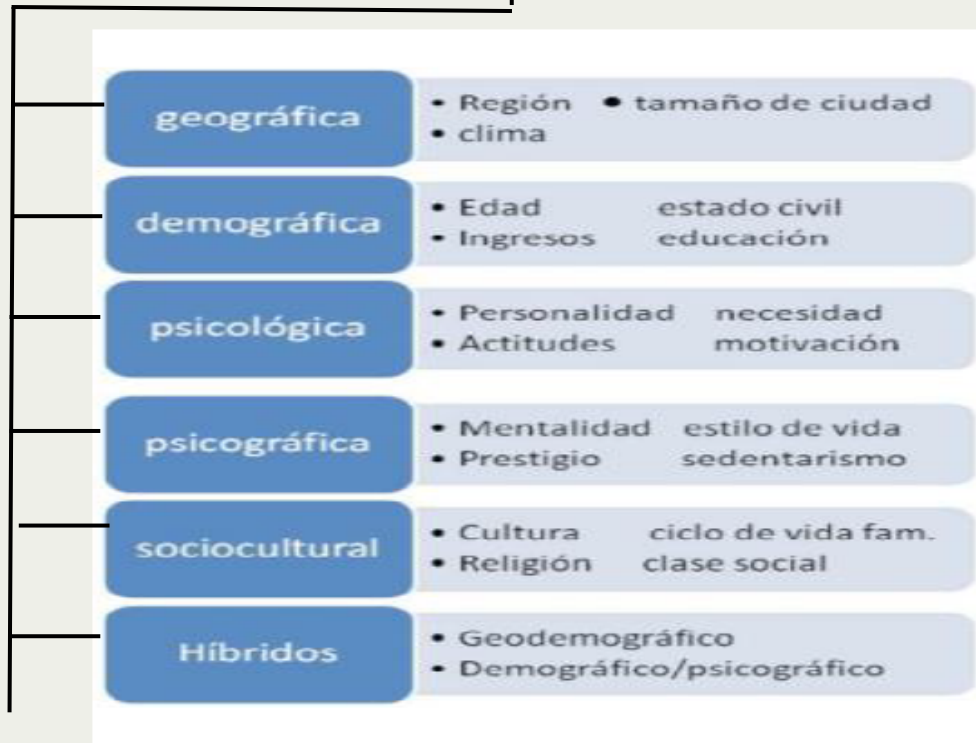 geográfica
• Región • tamaño de ciudad
• clima
demográfica
• Edad estado civil
• Ingresos educación
psicológica
• Personalidad necesidad
• Actitudes motivación
psicográfica
• Mentalidad estilo de vida
• Prestigio sedentarismo
sociocultural
• Cultura ciclo de vida fam.
• Religión clase social
Híbridos
• Geodemográfico
• Demográfico/psicográfico